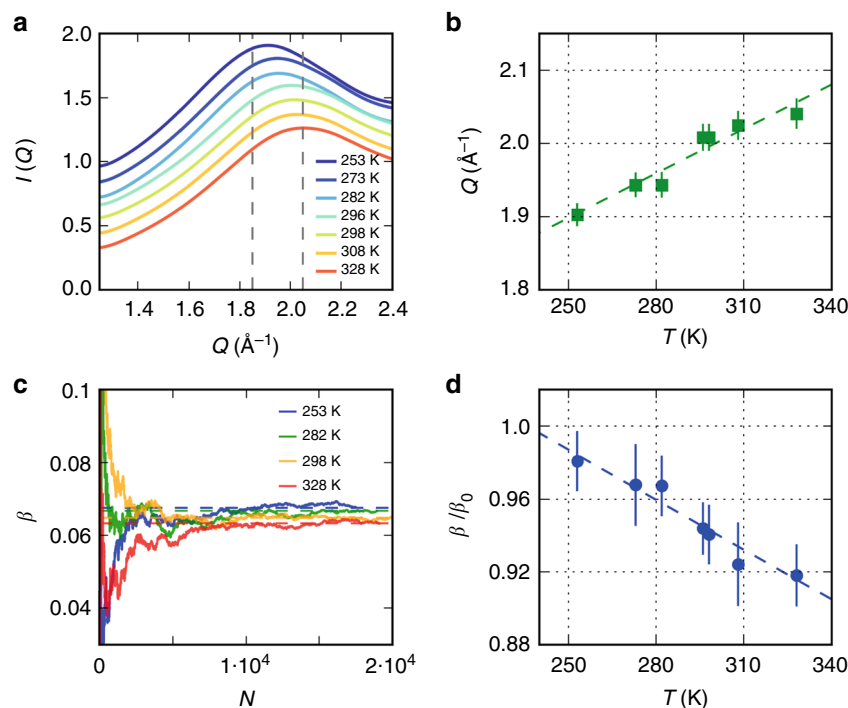 a
2.0
1.5
1.0
0.5
0.0
I (Q)
1.4
1.6
1.8
2.0
2.2
2.4
Q (Å⁻¹)
253 K
273 K
282 K
296 K
298 K
308 K
328 K
b
2.1
2.0
1.9
1.8
Q (Å⁻¹)
250
280
310
340
T (K)
c
0.1
0.08
0.06
0.04
β
0
1·10⁴
2·10⁴
N
253 K
282 K
298 K
328 K
d
1.0
0.96
0.92
0.88
β /β₀
250
280
310
340
T (K)